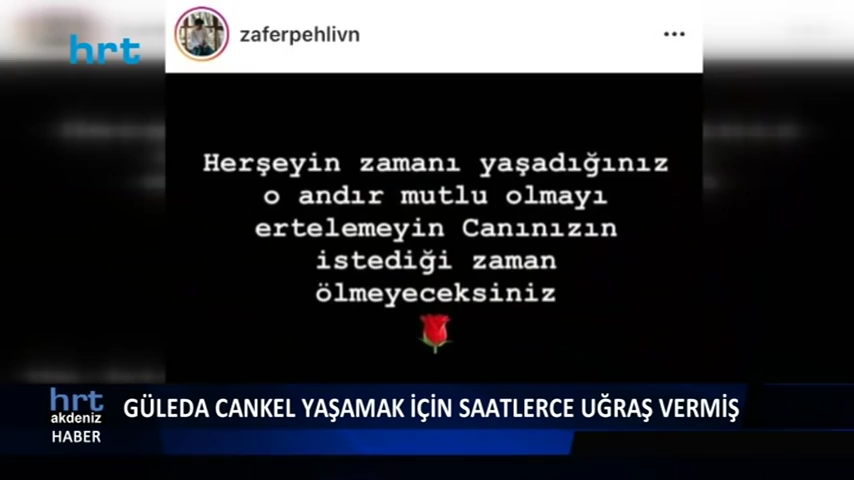 hrt
zaferpehlivn
Herşeyin zamanı yaşadığınız
o andır mutlu olmayı
ertelemeyin Canınızın
istediği zaman
ölmeyeceksiniz
hrt
akdeniz
HABER
GÜLEDA CANKEL YAŞAMAK İÇİN SAATLERCE UĞRAŞ VERMİŞ